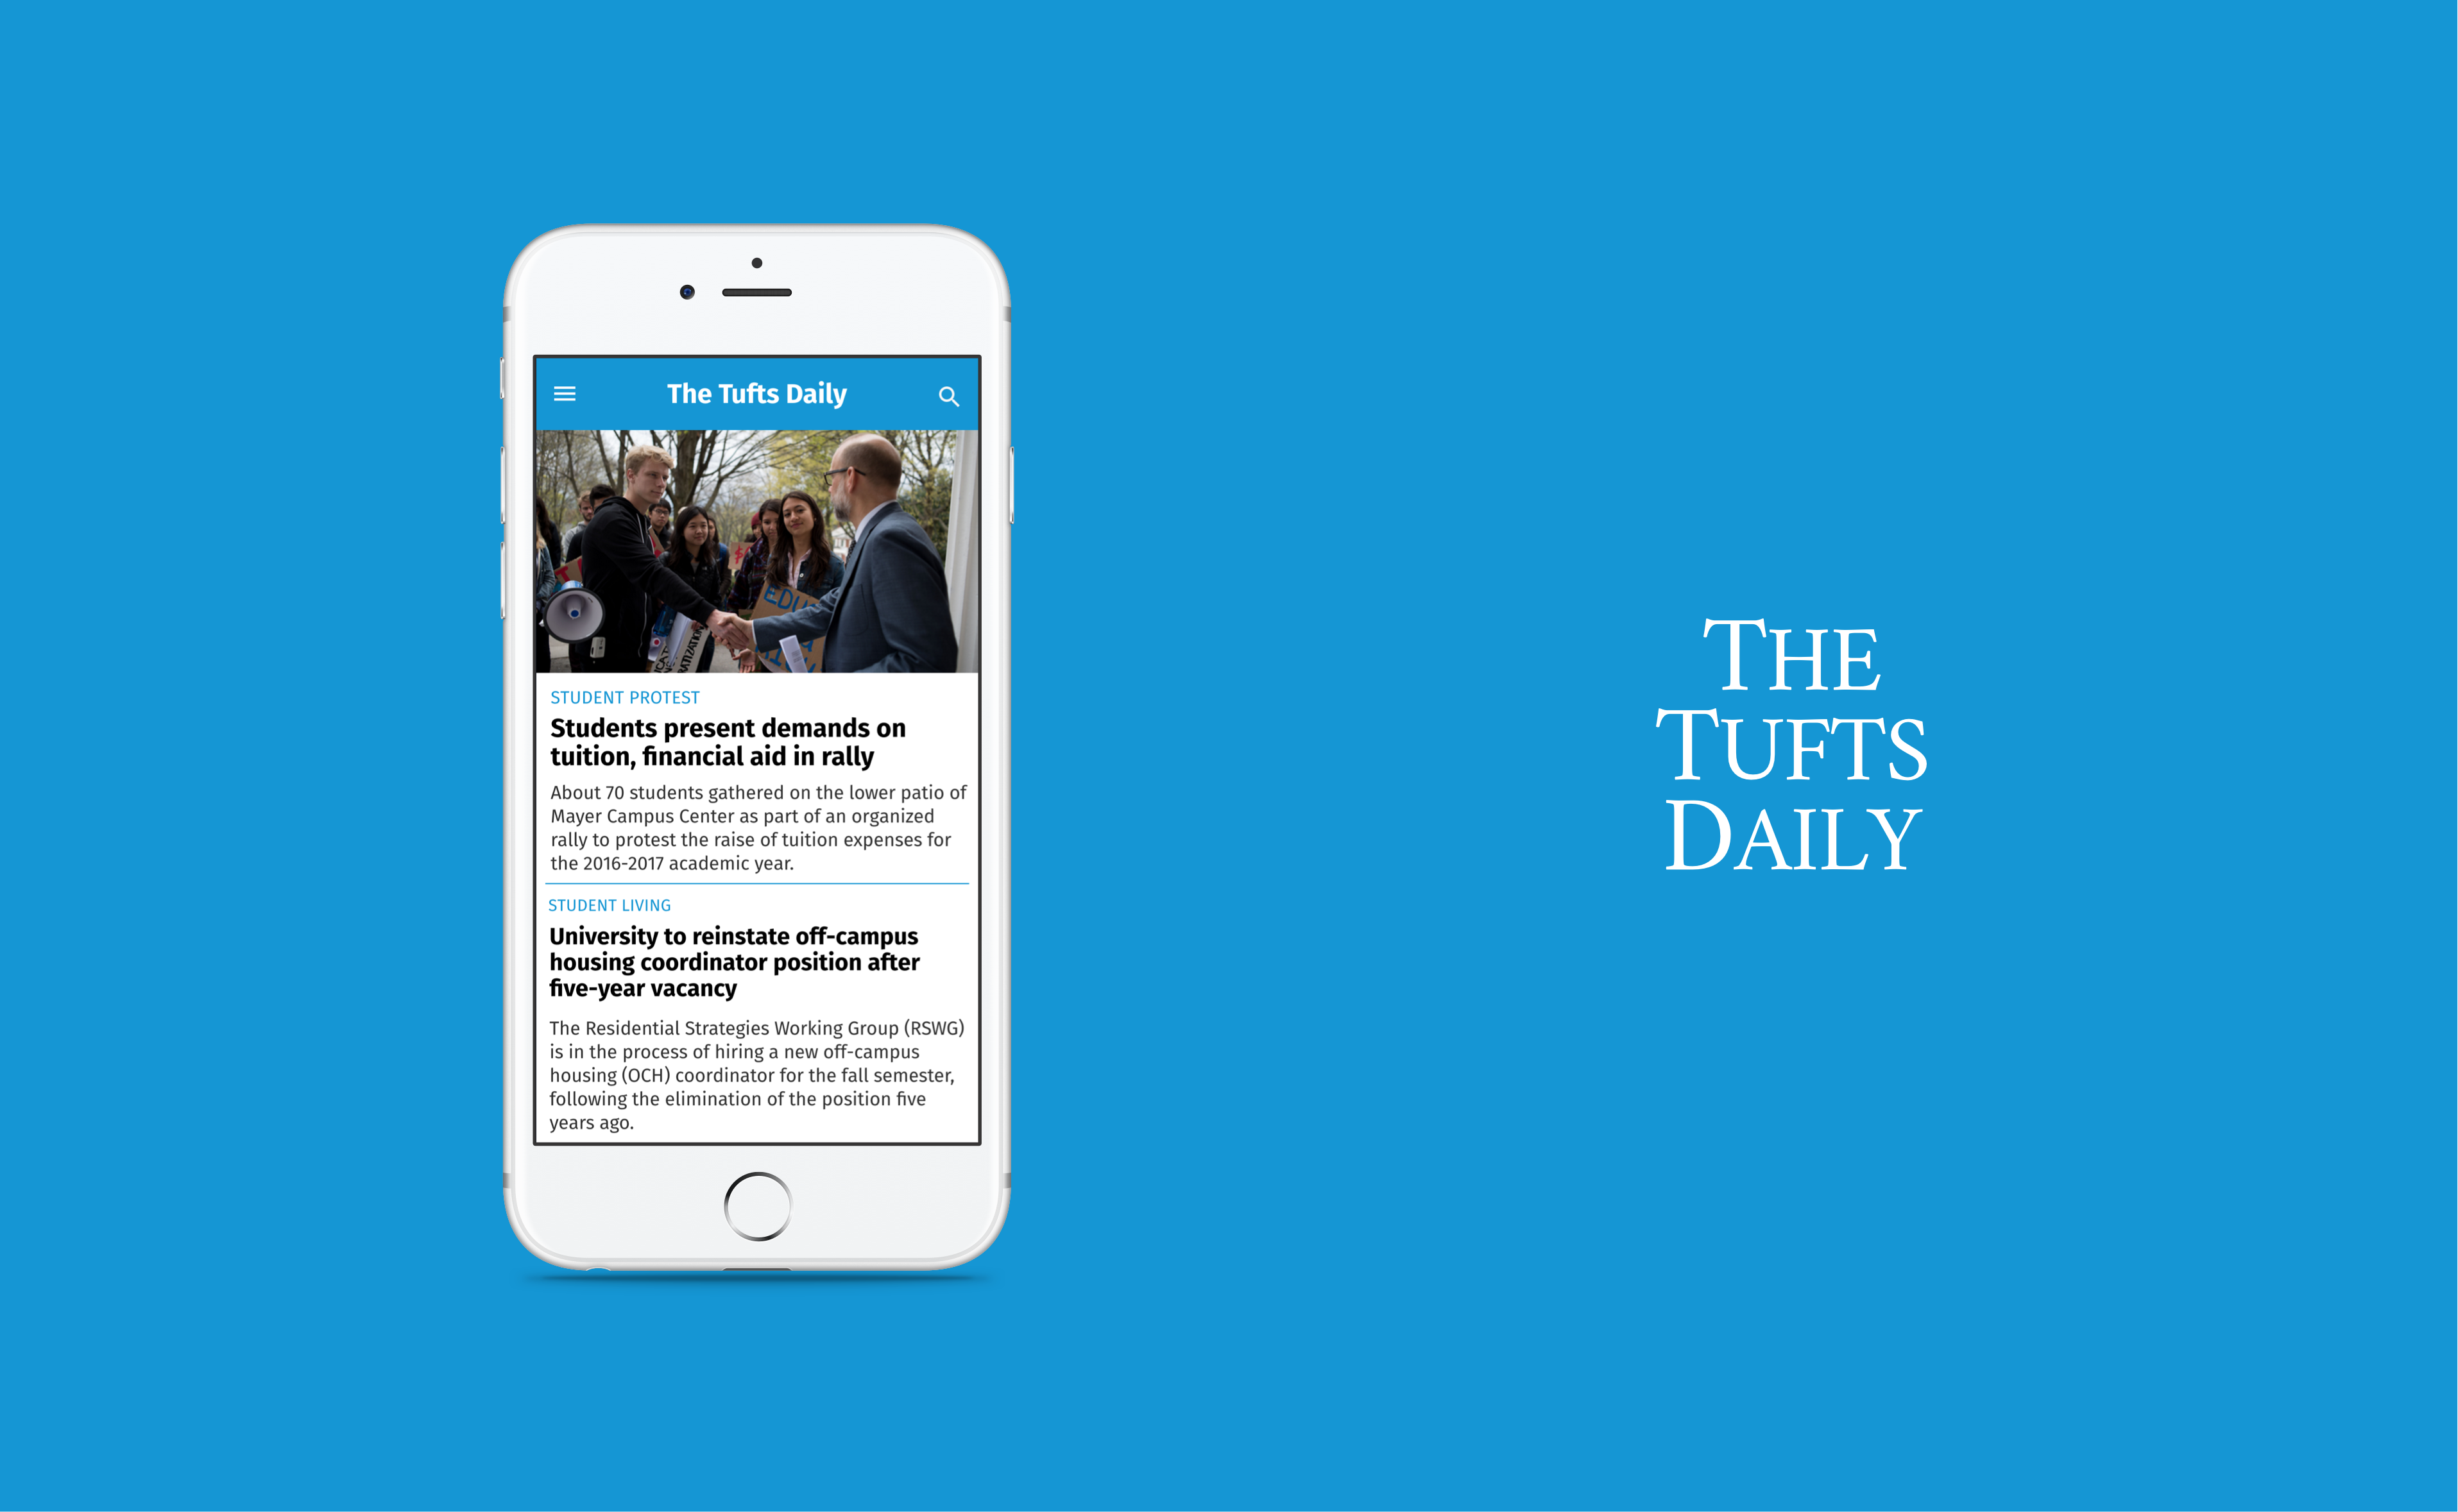 The Tufts Daily
EDU
STUDENT PROTEST
Students present demands on
tuition, financial aid in rally
About 70 students gathered on the lower patio of
Mayer Campus Center as part of an organized
rally to protest the raise of tuition expenses for
the 2016-2017 academic year.
STUDENT LIVING
University to reinstate off-campus
housing coordinator position after
five-year vacancy
The Residential Strategies Working Group (RSWG)
is in the process of hiring a new off-campus
housing (OCH) coordinator for the fall semester,
following the elimination of the position five
years ago.
THE
TUFTS
DAILY